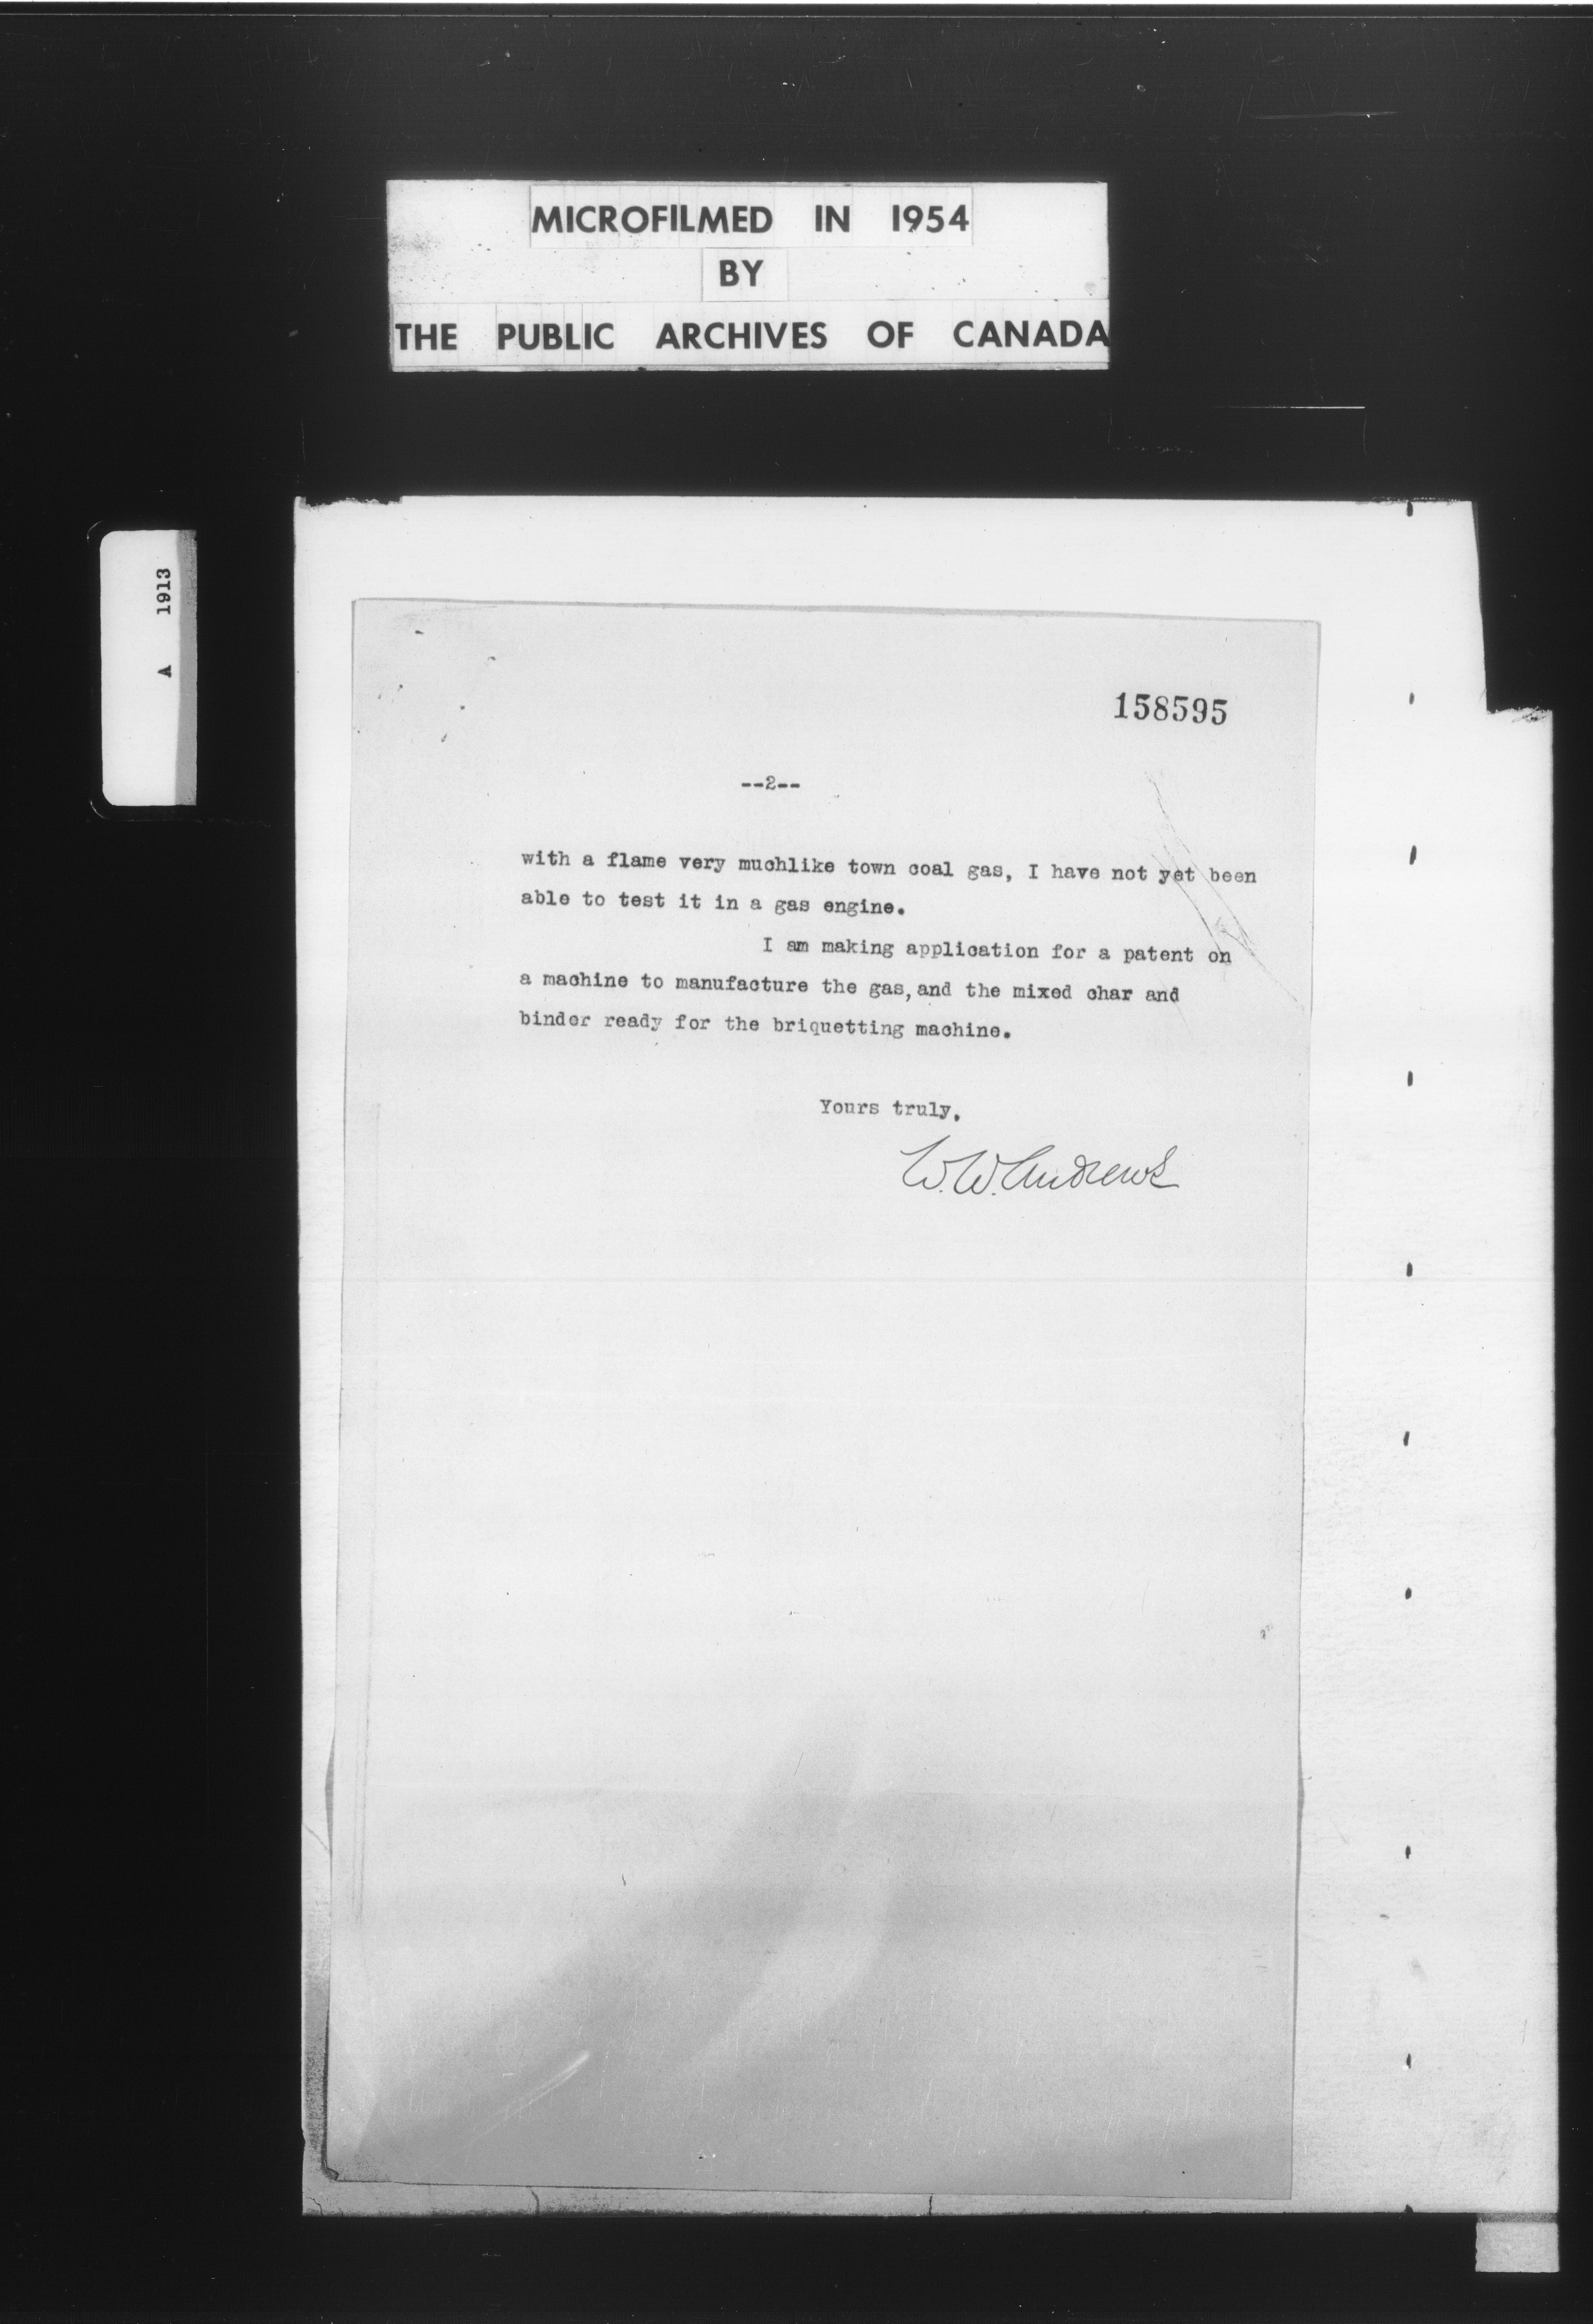 MICROFILMED IN 1954
BY
THE PUBLIC ARCHIVES OF CANADA
A 1913
158595
--2--
with a flame very muchlike town coal gas, I have not yet been
able to test it in a gas engine.
I am making application for a patent on
a machine to manufacture the gas,and the mixed char and
binder ready for the briquetting machine.
Yours truly.
W.W.Andrews